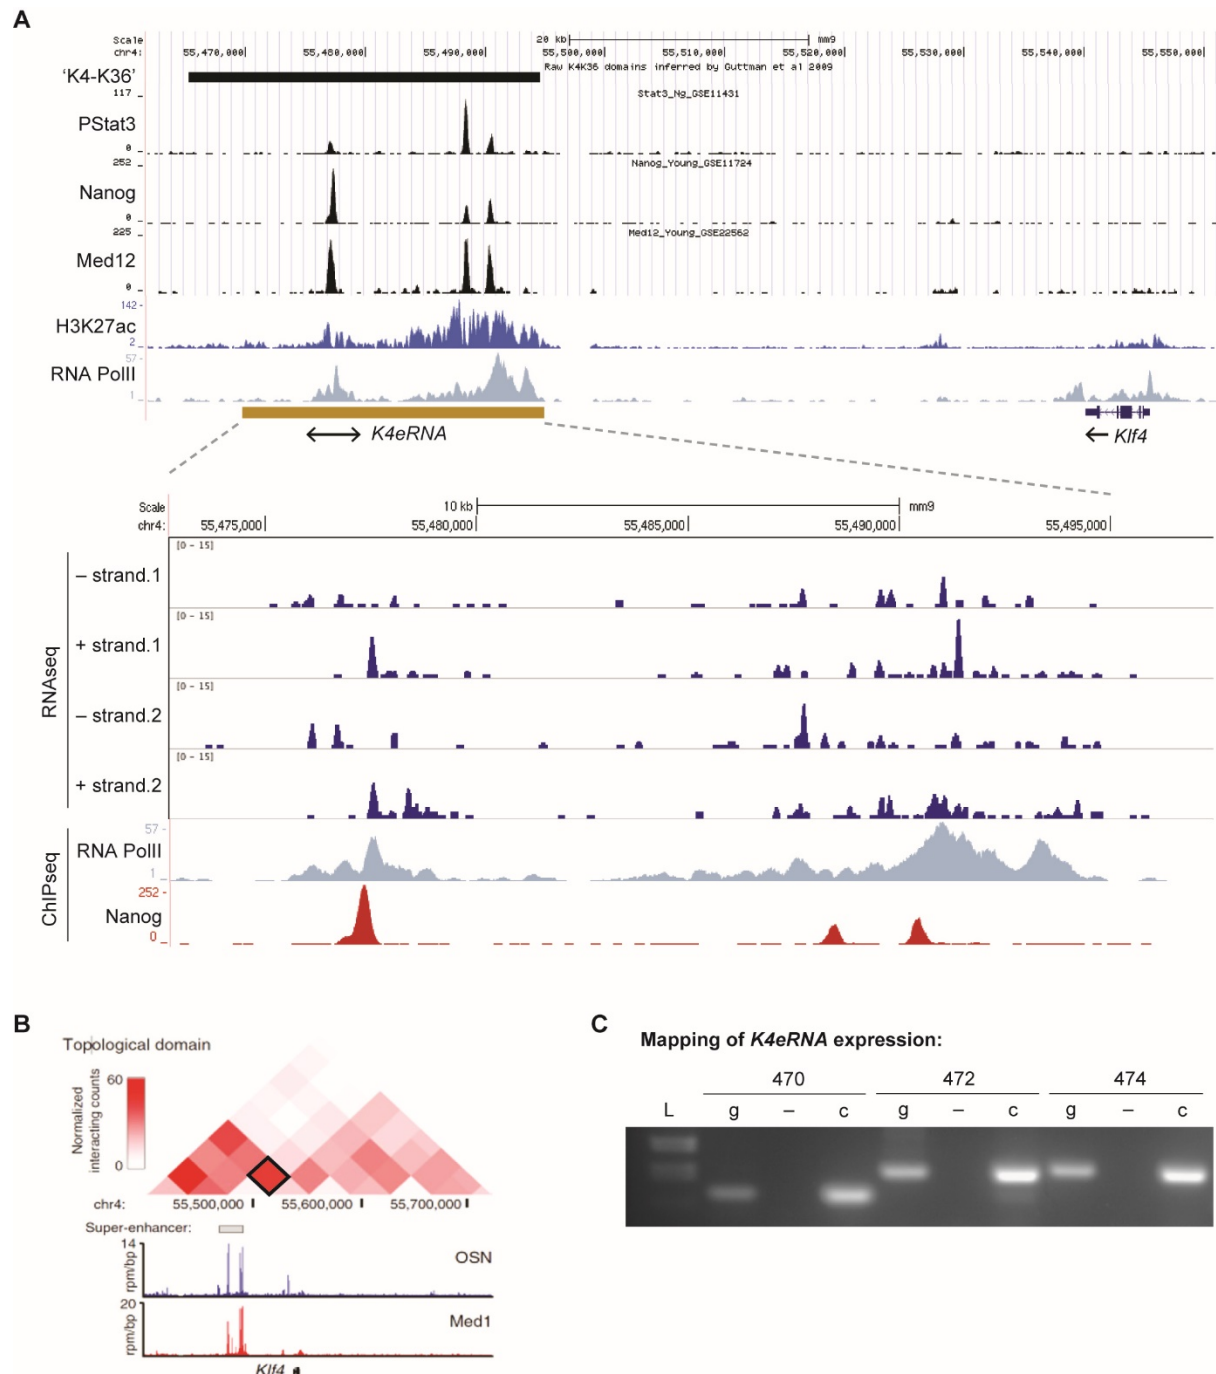 A
Scale
20 kb
mm9
chr4:
55,470,000
55,480,000
55,490,000
55,500,000
55,510,000
55,520,000
55,530,000
55,540,000
55,550,000
Raw K4K36 domains inferred by Guttman et al 2009
'K4-K36'
117
Stat3_Ng_GSE11431
PStat3
0
252
Nanog_Young_GSE11724
Nanog
0
225
Med12_Young_GSE22562
Med12
0
142
H3K27ac
2
57
RNA PolII
1
K4eRNA
Klf4
Scale
10 kb
mm9
chr4:
55,475,000
55,480,000
55,485,000
55,490,000
55,495,000
RNAseq
[0 - 15]
– strand.1
[0 - 15]
+ strand.1
[0 - 15]
– strand.2
[0 - 15]
+ strand.2
ChIPseq
57
RNA PolII
1
252
Nanog
0
B
Topological domain
Normalized interacting counts
60
0
chr4:
55,500,000
55,600,000
55,700,000
Super-enhancer:
14
rpm/bp
OSN
20
rpm/bp
Med1
Klf4
C
Mapping of K4eRNA expression:
470 472 474
L g – c g – c g – c